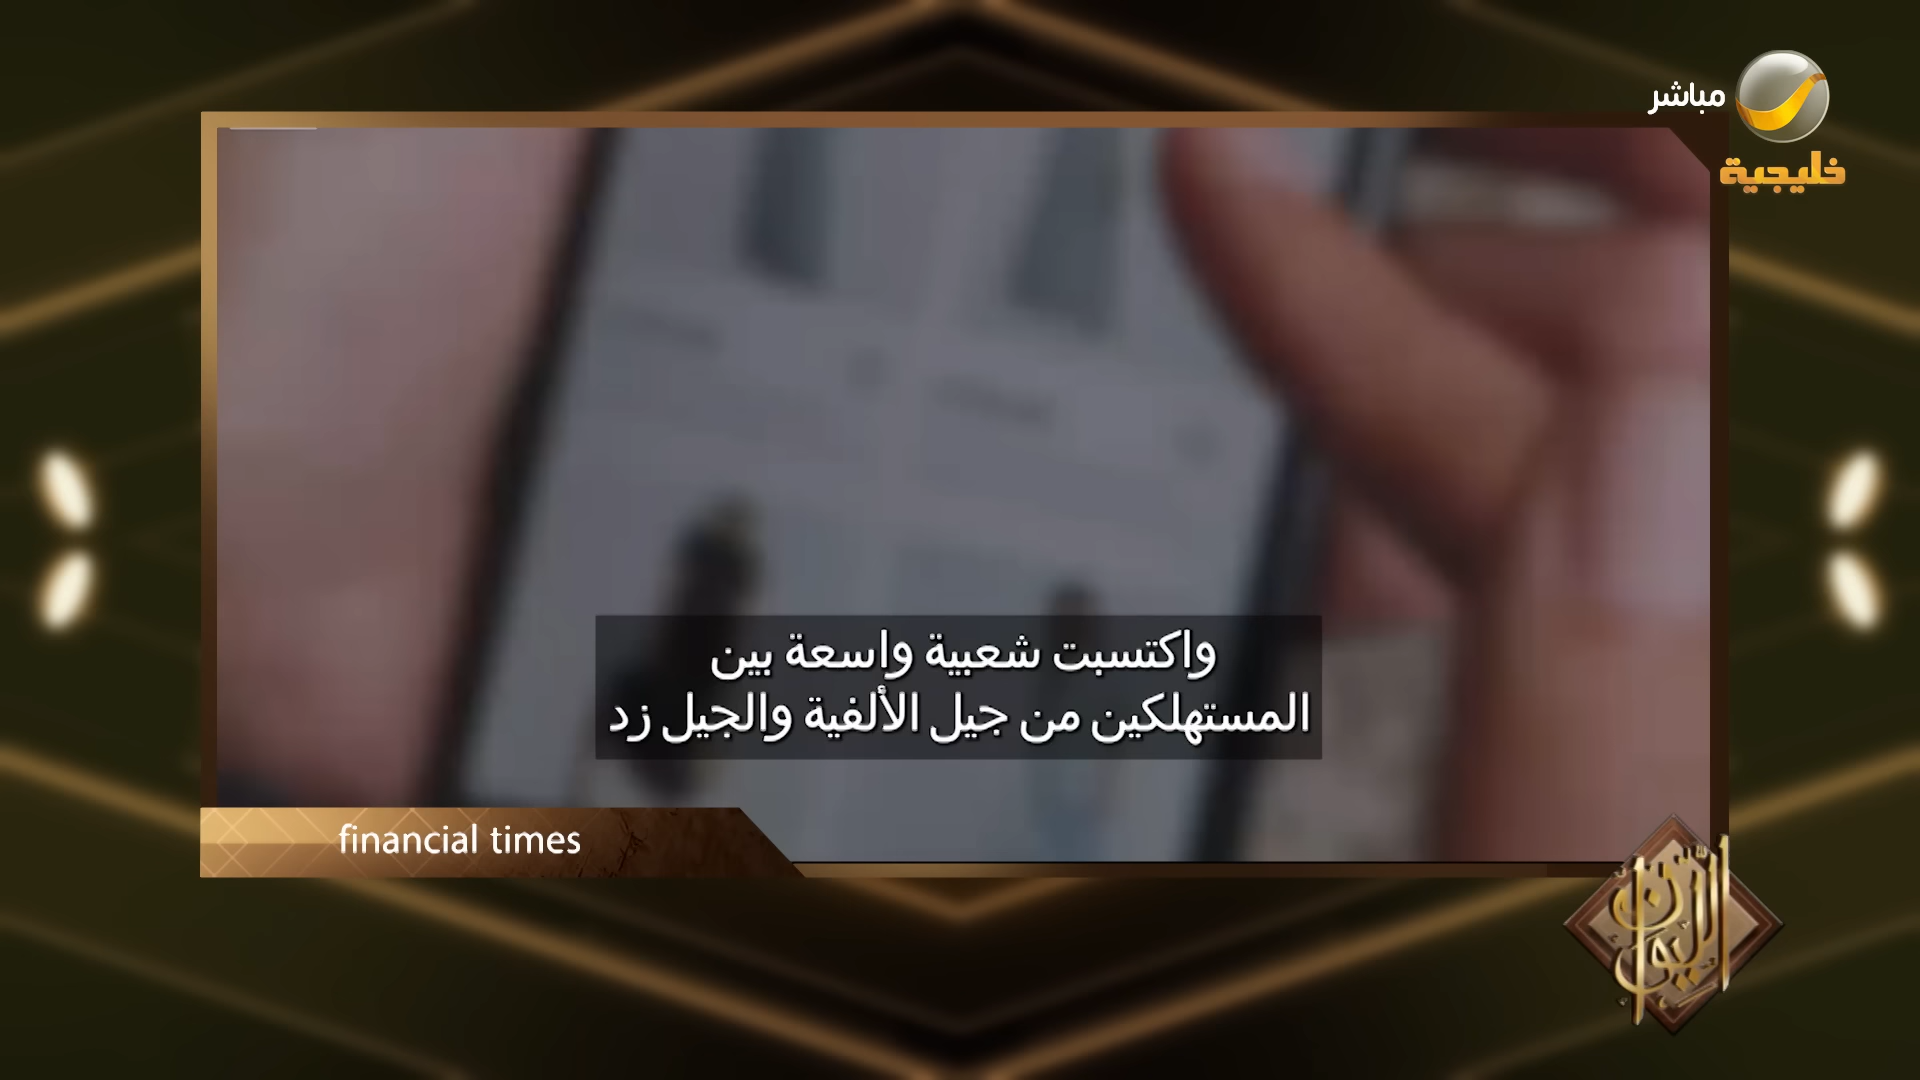 مباشر
خليجية
واكتسبت شعبية واسعة بين
المستهلكين من جيل الألفية والجيل زد
financial times